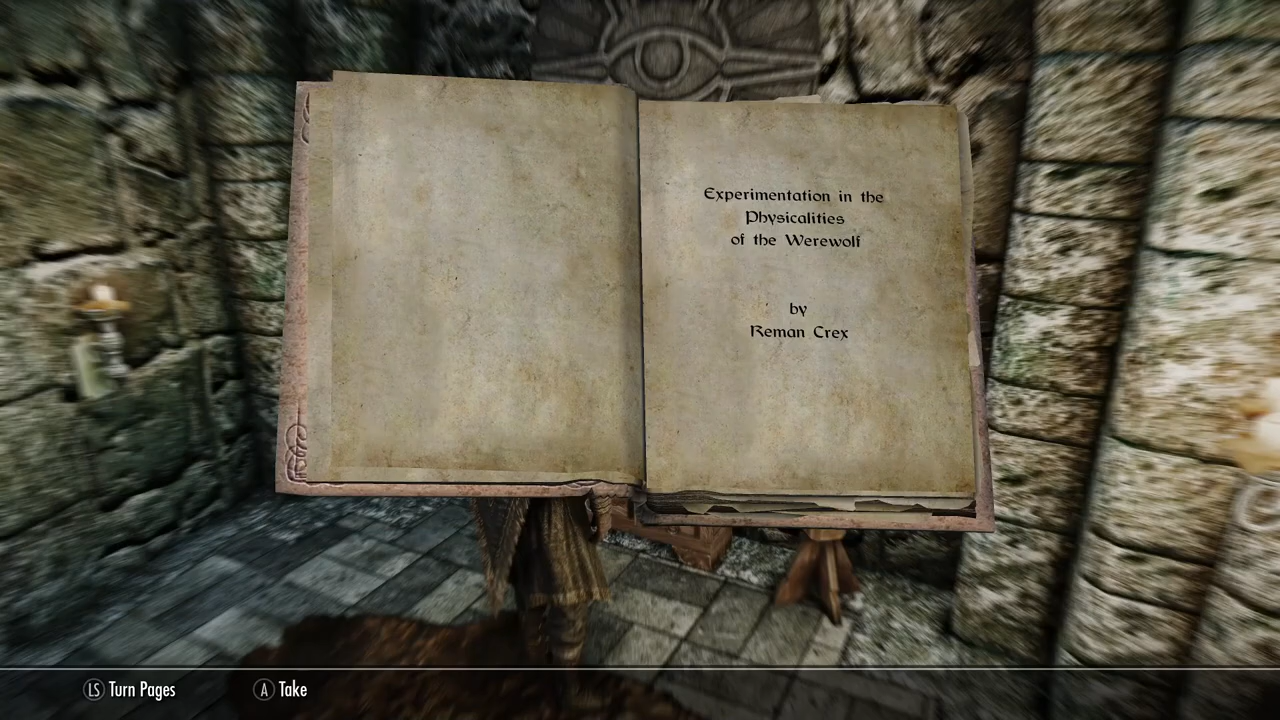 Experimentation in the
Physicalities
of the Werewolf
by
Reman Crex
LS Turn Pages
A Take